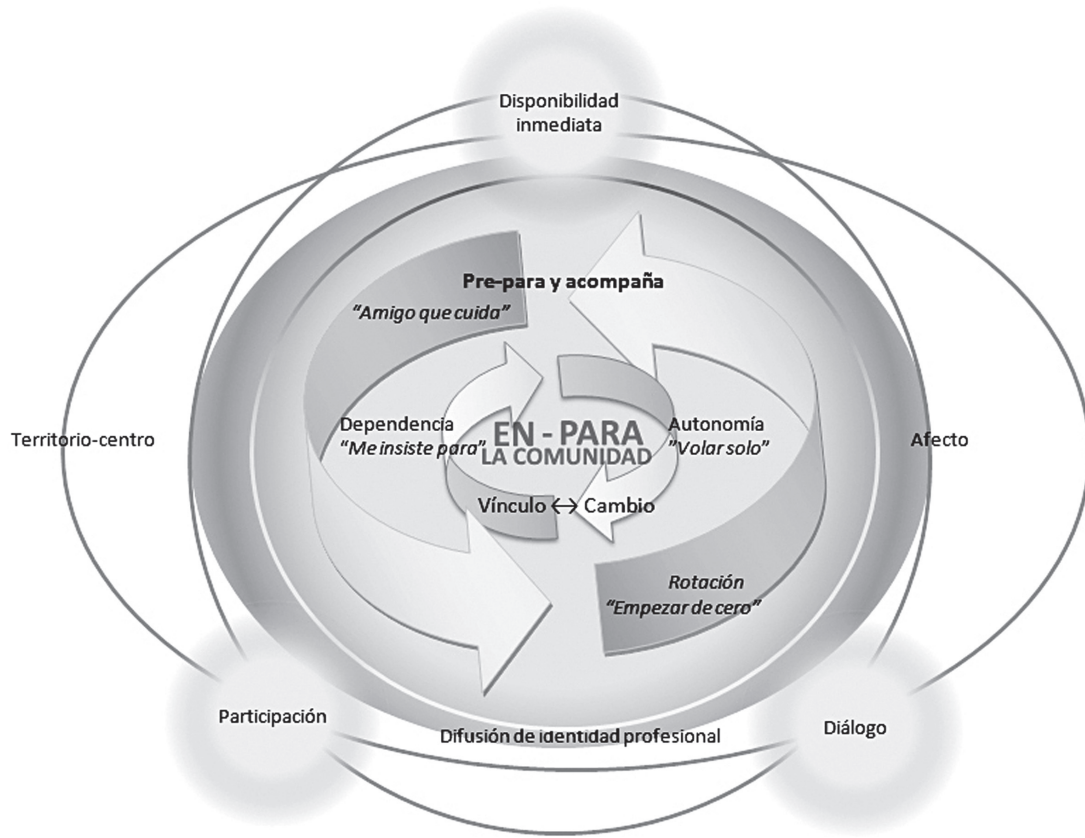 Disponibilidad
inmediata
Pre-para y acompaña
"Amigo que cuida"
Territorio-centro
Dependencia
"Me insiste para"
EN - PARA
LA COMUNIDAD
Autonomía
"Volar solo"
Afecto
Vínculo ↔ Cambio
Rotación
"Empezar de cero"
Participación
Difusión de identidad profesional
Diálogo